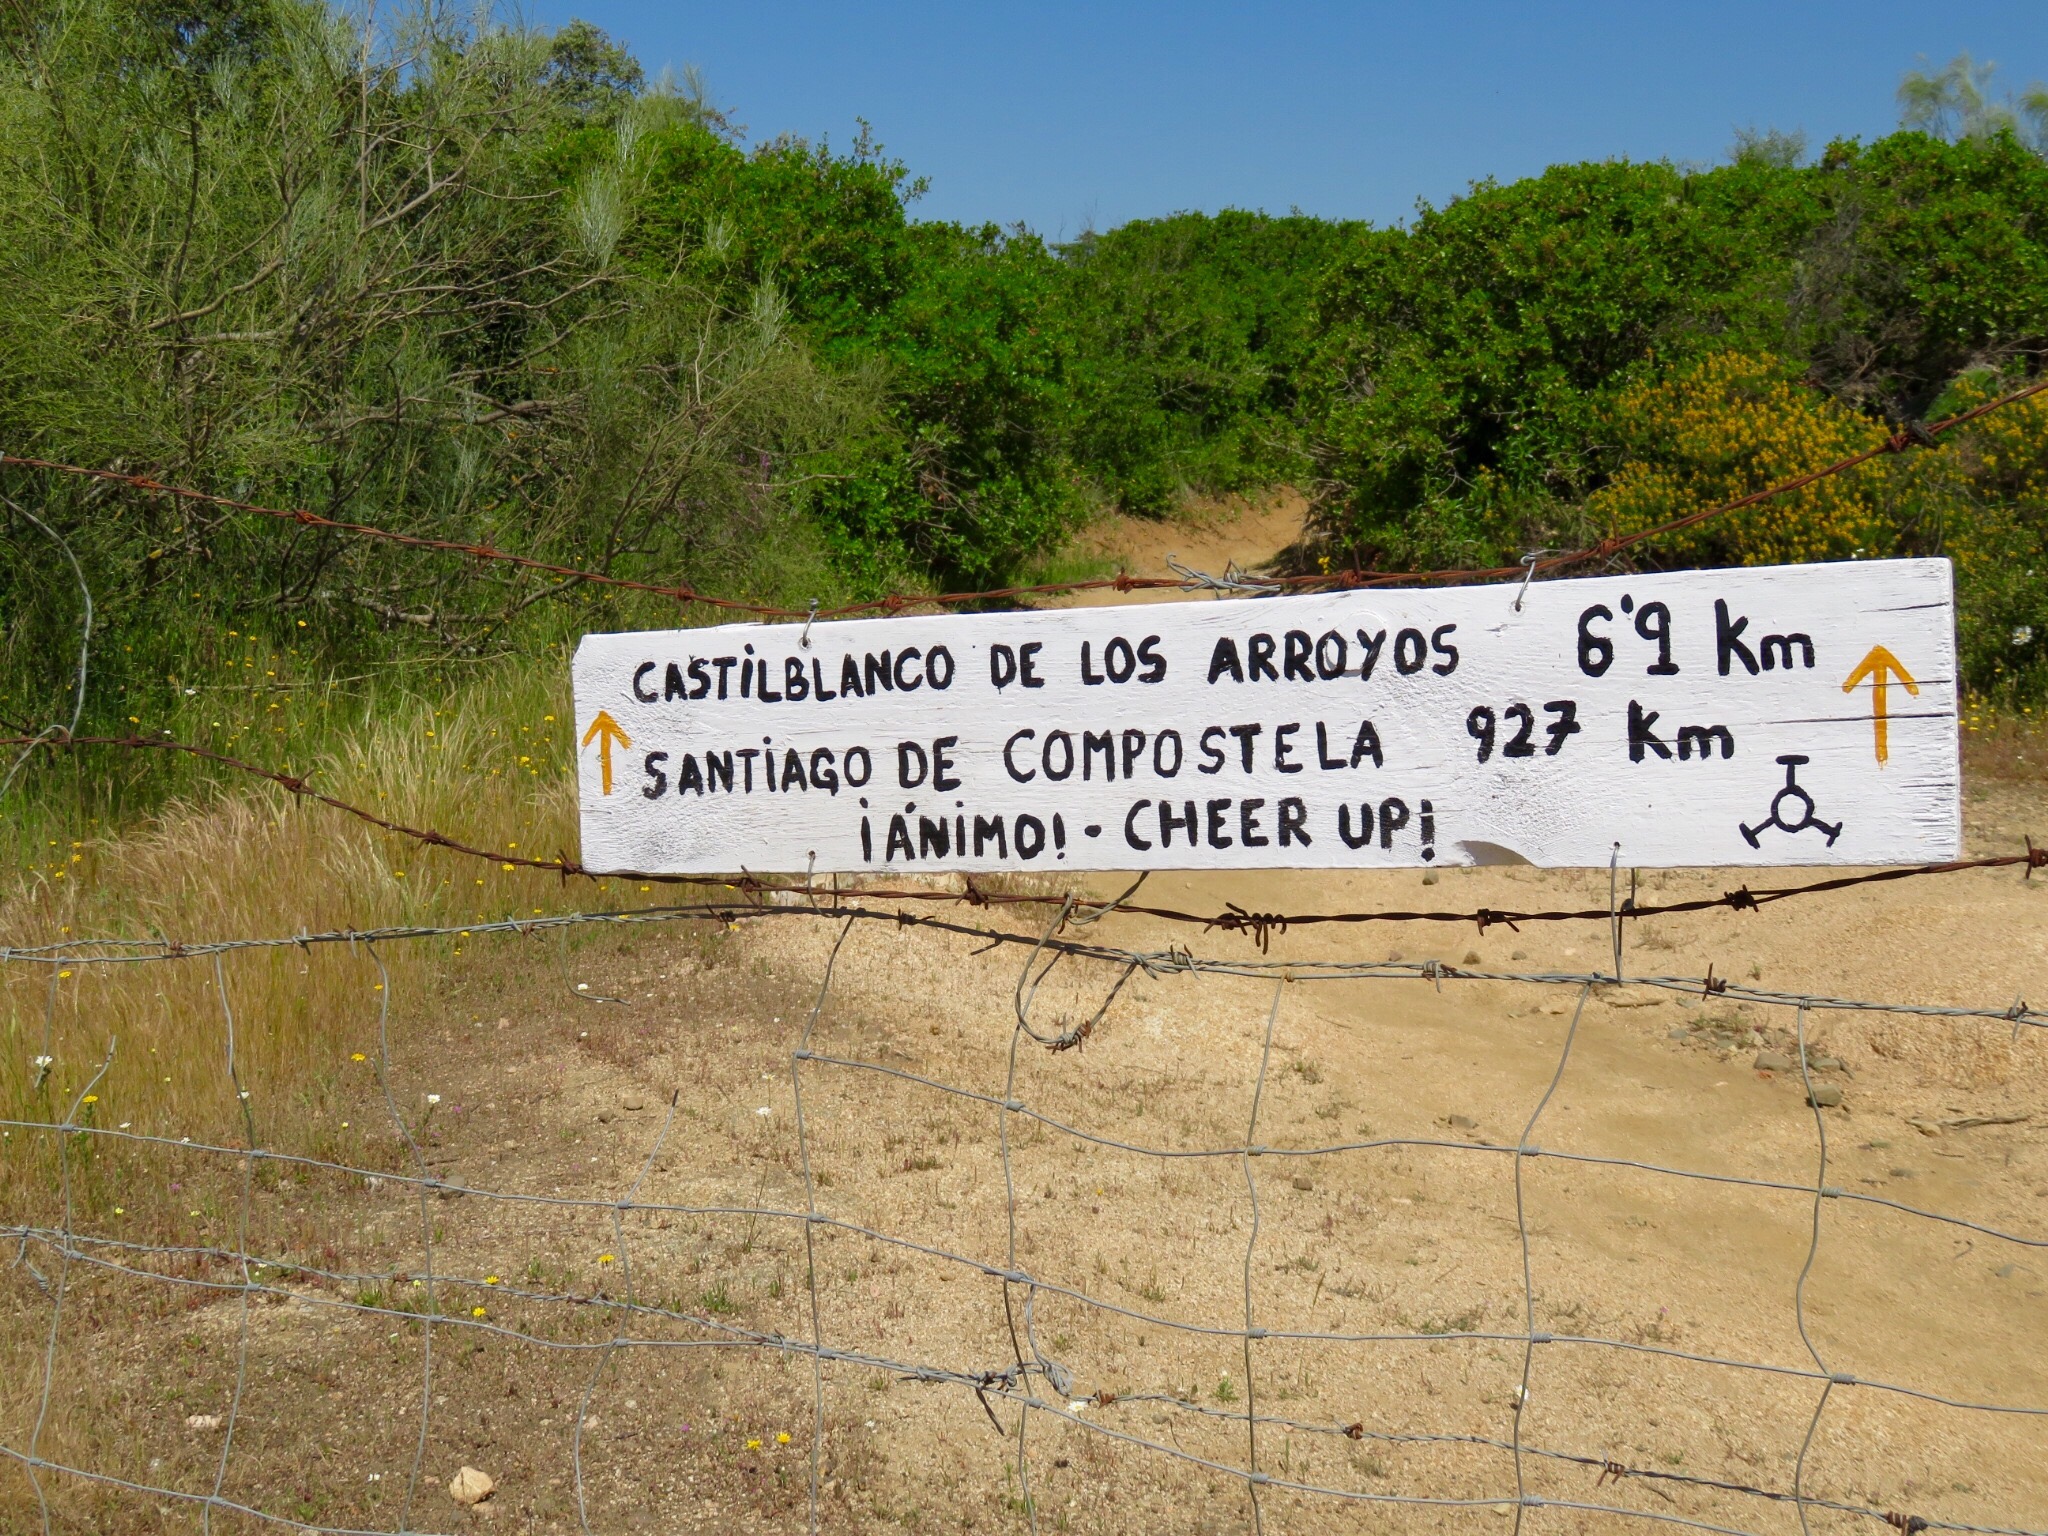 CASTILBLANCO DE LOS ARROYOS 6'9 Km
SANTIAGO DE COMPOSTELA 927 Km
¡ÁNIMO! - CHEER UP!